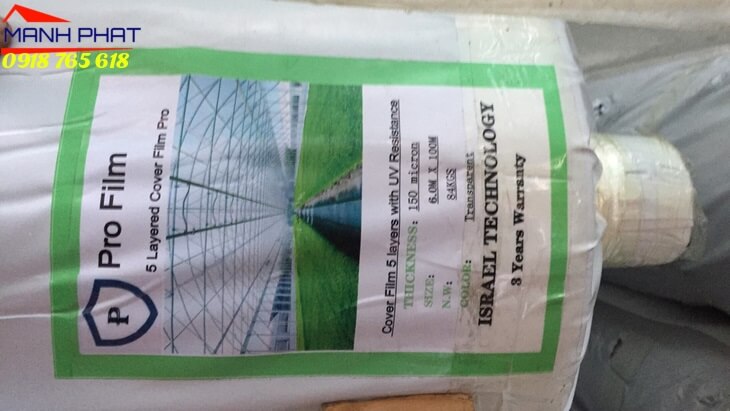 MANH PHAT
0918 765 618
P
Pro Film
5 Layered Cover Film Pro
Cover Film 5 layers with UV Resistance
THICKNESS: 150 micron
SIZE: 6.0M X 100M
N.W: 84KGS
COLOR: Transparent
ISRAEL TECHNOLOGY
3 Years Warranty